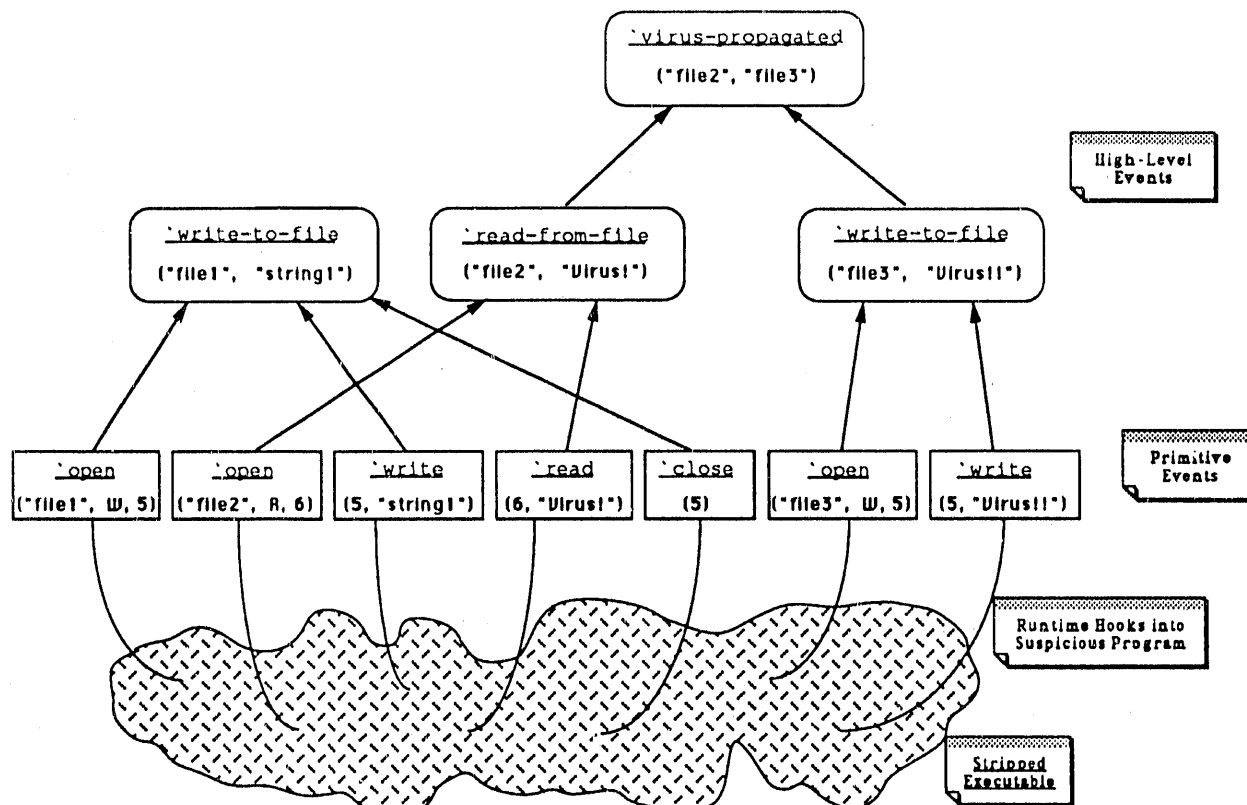 `virus-propagated
("file2", "file3")
High-Level
Events
`write-to-file
("file1", "string1")
`read-from-file
("file2", "Virus!")
`write-to-file
("file3", "Virus!!")
`open
("file1", W, 5)
`open
("file2", R, 6)
`write
(5, "string1")
`read
(6, "Virus!")
`close
(5)
`open
("file3", W, 5)
`write
(5, "Virus!!")
Primitive
Events
Runtime Hooks into
Suspicious Program
Stripped
Executable